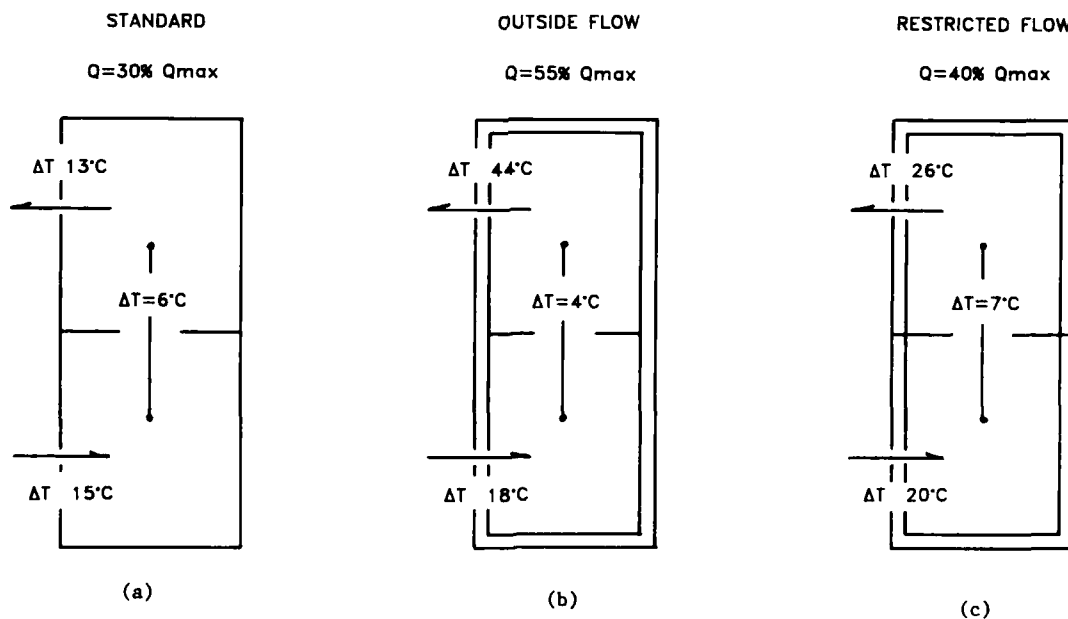 STANDARD
Q=30% Qmax
ΔT 13°C
ΔT=6°C
ΔT 15°C
(a)
OUTSIDE FLOW
Q=55% Qmax
ΔT 44°C
ΔT=4°C
ΔT 18°C
(b)
RESTRICTED FLOW
Q=40% Qmax
ΔT 26°C
ΔT=7°C
ΔT 20°C
(c)